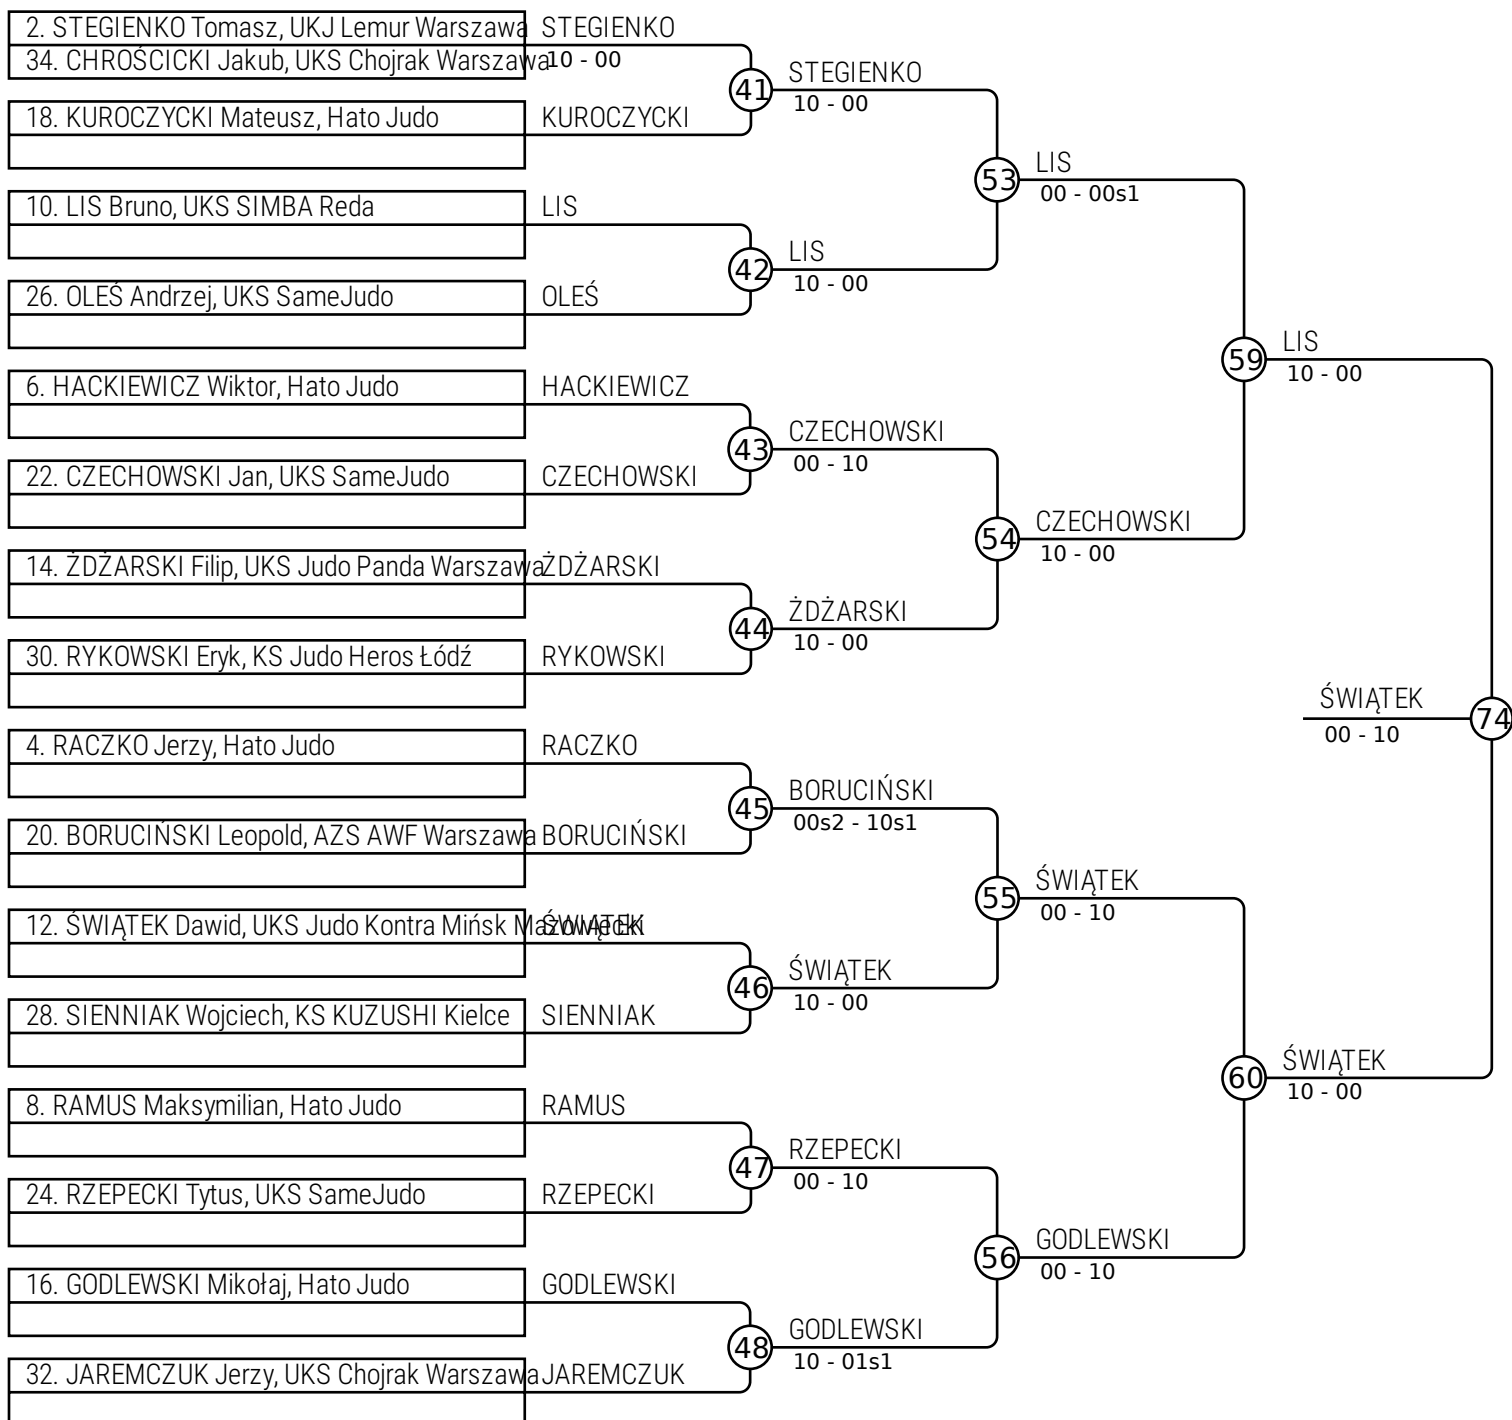 2. STEGIENKO Tomasz, UKJ Lemur Warszawa
34. CHROŚCICKI Jakub, UKS Chojrak Warszawa
STEGIENKO
10 - 00
18. KUROCZYCKI Mateusz, Hato Judo
KUROCZYCKI
41
STEGIENKO
10 - 00
10. LIS Bruno, UKS SIMBA Reda
LIS
26. OLEŚ Andrzej, UKS SameJudo
OLEŚ
42
LIS
10 - 00
53
LIS
00 - 00s1
6. HACKIEWICZ Wiktor, Hato Judo
HACKIEWICZ
22. CZECHOWSKI Jan, UKS SameJudo
CZECHOWSKI
43
CZECHOWSKI
00 - 10
14. ŻDŻARSKI Filip, UKS Judo Panda Warszawa
ŻDŻARSKI
30. RYKOWSKI Eryk, KS Judo Heros Łódź
RYKOWSKI
44
ŻDŻARSKI
10 - 00
54
CZECHOWSKI
10 - 00
59
LIS
10 - 00
4. RACZKO Jerzy, Hato Judo
RACZKO
20. BORUCIŃSKI Leopold, AZS AWF Warszawa
BORUCIŃSKI
45
BORUCIŃSKI
00s2 - 10s1
12. ŚWIĄTEK Dawid, UKS Judo Kontra Mińsk Mazowiecki
ŚWIĄTEK
28. SIENNIAK Wojciech, KS KUZUSHI Kielce
SIENNIAK
46
ŚWIĄTEK
10 - 00
55
ŚWIĄTEK
00 - 10
8. RAMUS Maksymilian, Hato Judo
RAMUS
24. RZEPECKI Tytus, UKS SameJudo
RZEPECKI
47
RZEPECKI
00 - 10
16. GODLEWSKI Mikołaj, Hato Judo
GODLEWSKI
32. JAREMCZUK Jerzy, UKS Chojrak Warszawa
JAREMCZUK
48
GODLEWSKI
10 - 01s1
56
GODLEWSKI
00 - 10
60
ŚWIĄTEK
10 - 00
74
ŚWIĄTEK
00 - 10